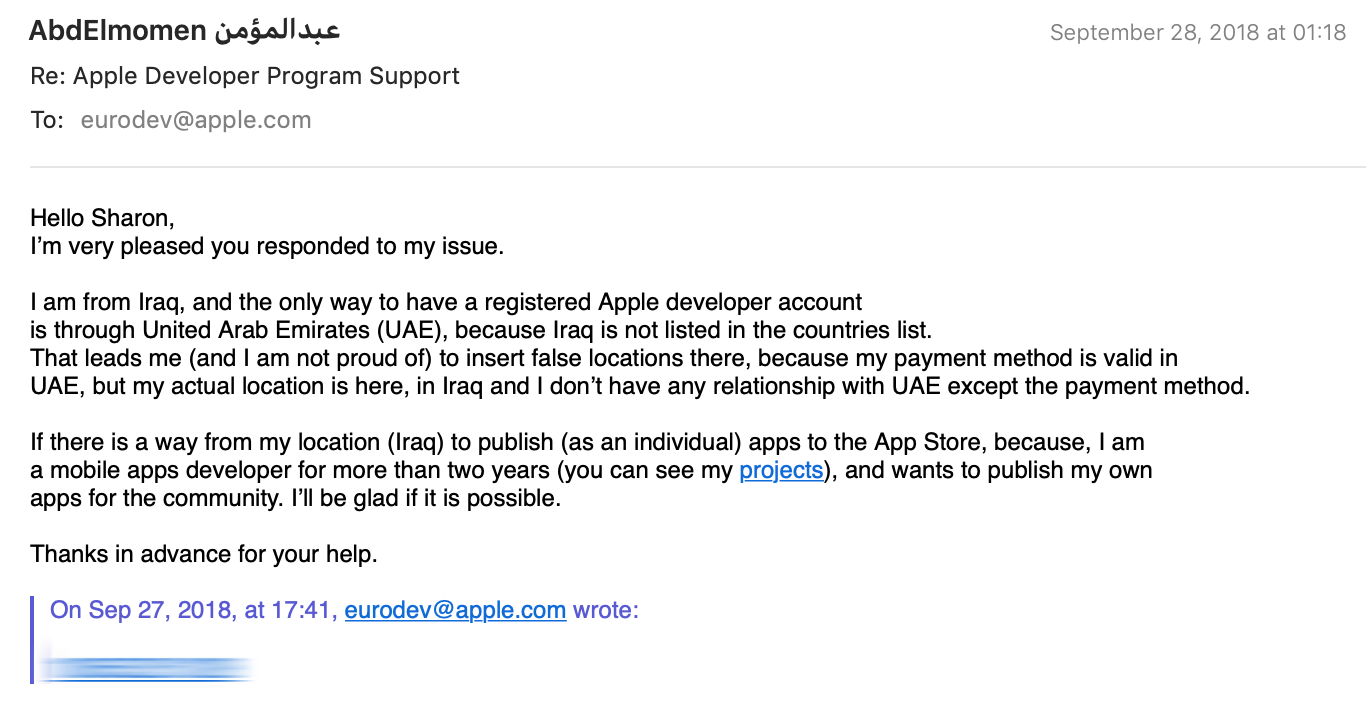 AbdElmomen عبدالمؤمن
September 28, 2018 at 01:18
Re: Apple Developer Program Support
To: eurodev@apple.com
Hello Sharon,
I’m very pleased you responded to my issue.
I am from Iraq, and the only way to have a registered Apple developer account
is through United Arab Emirates (UAE), because Iraq is not listed in the countries list.
That leads me (and I am not proud of) to insert false locations there, because my payment method is valid in
UAE, but my actual location is here, in Iraq and I don’t have any relationship with UAE except the payment method.
If there is a way from my location (Iraq) to publish (as an individual) apps to the App Store, because, I am
a mobile apps developer for more than two years (you can see my projects), and wants to publish my own
apps for the community. I’ll be glad if it is possible.
Thanks in advance for your help.
On Sep 27, 2018, at 17:41, eurodev@apple.com wrote: